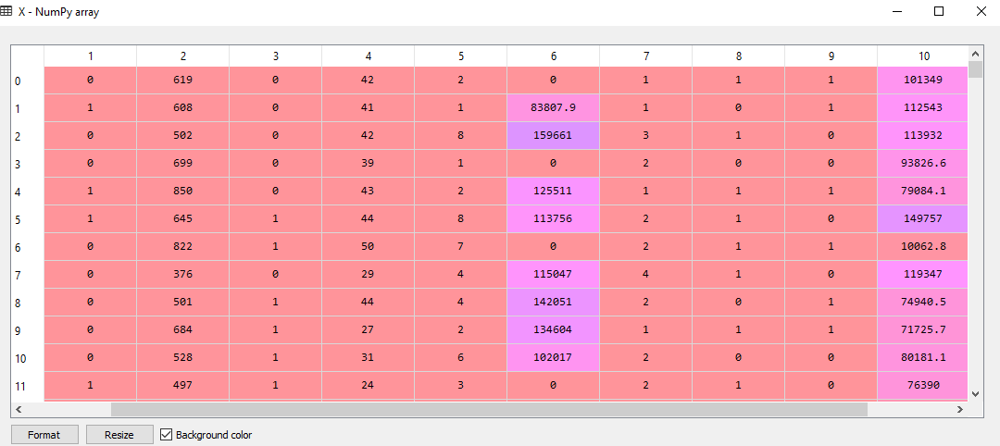 X - NumPy array
1 2 3 4 5 6 7 8 9 10
0 0 619 0 42 2 0 1 1 1 101349
1 1 608 0 41 1 83807.9 1 0 1 112543
2 0 502 0 42 8 159661 3 1 0 113932
3 0 699 0 39 1 0 2 0 0 93826.6
4 1 850 0 43 2 125511 1 1 1 79084.1
5 1 645 1 44 8 113756 2 1 0 149757
6 0 822 1 50 7 0 2 1 1 10062.8
7 0 376 0 29 4 115047 4 1 0 119347
8 0 501 1 44 4 142051 2 0 1 74940.5
9 0 684 1 27 2 134604 1 1 1 71725.7
10 0 528 1 31 6 102017 2 0 0 80181.1
11 1 497 1 24 3 0 2 1 0 76390
Format Resize Background color